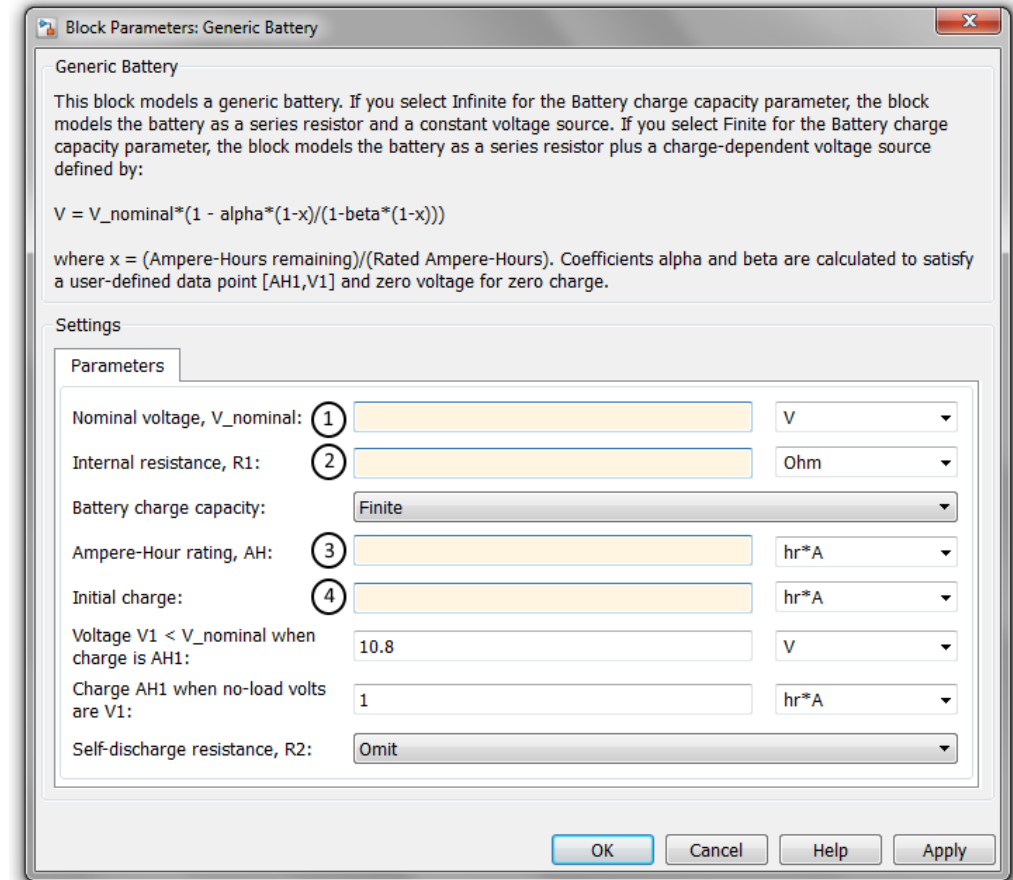 Block Parameters: Generic Battery
x
Generic Battery
This block models a generic battery. If you select Infinite for the Battery charge capacity parameter, the block
models the battery as a series resistor and a constant voltage source. If you select Finite for the Battery charge
capacity parameter, the block models the battery as a series resistor plus a charge-dependent voltage source
defined by:
V = V_nominal*(1 - alpha*(1-x)/(1-beta*(1-x)))
where x = (Ampere-Hours remaining)/(Rated Ampere-Hours). Coefficients alpha and beta are calculated to satisfy
a user-defined data point [AH1,V1] and zero voltage for zero charge.
Settings
Parameters
Nominal voltage, V_nominal: 1 V
Internal resistance, R1: 2 Ohm
Battery charge capacity: Finite
Ampere-Hour rating, AH: 3 hr*A
Initial charge: 4 hr*A
Voltage V1 < V_nominal when
charge is AH1: 10.8 V
Charge AH1 when no-load volts
are V1: 1 hr*A
Self-discharge resistance, R2: Omit
OK Cancel Help Apply